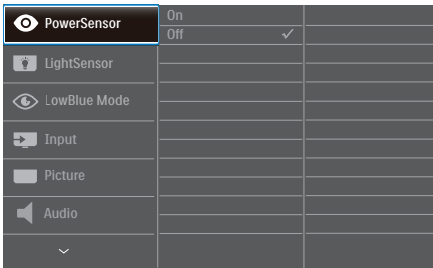 PowerSensor
On
Off
LightSensor
LowBlue Mode
Input
Picture
Audio